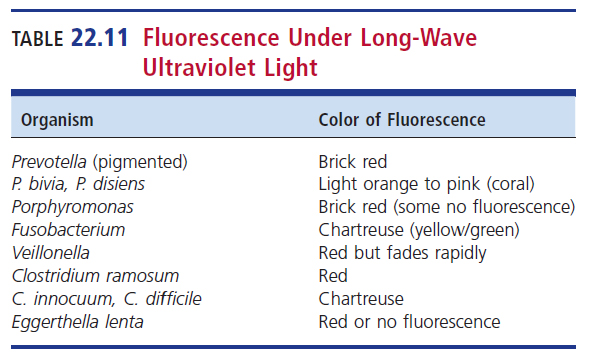 TABLE 22.11 Fluorescence Under Long-Wave
Ultraviolet Light
Organism Color of Fluorescence
Prevotella (pigmented) Brick red
P. bivia, P. disiens Light orange to pink (coral)
Porphyromonas Brick red (some no fluorescence)
Fusobacterium Chartreuse (yellow/green)
Veillonella Red but fades rapidly
Clostridium ramosum Red
C. innocuum, C. difficile Chartreuse
Eggerthella lenta Red or no fluorescence